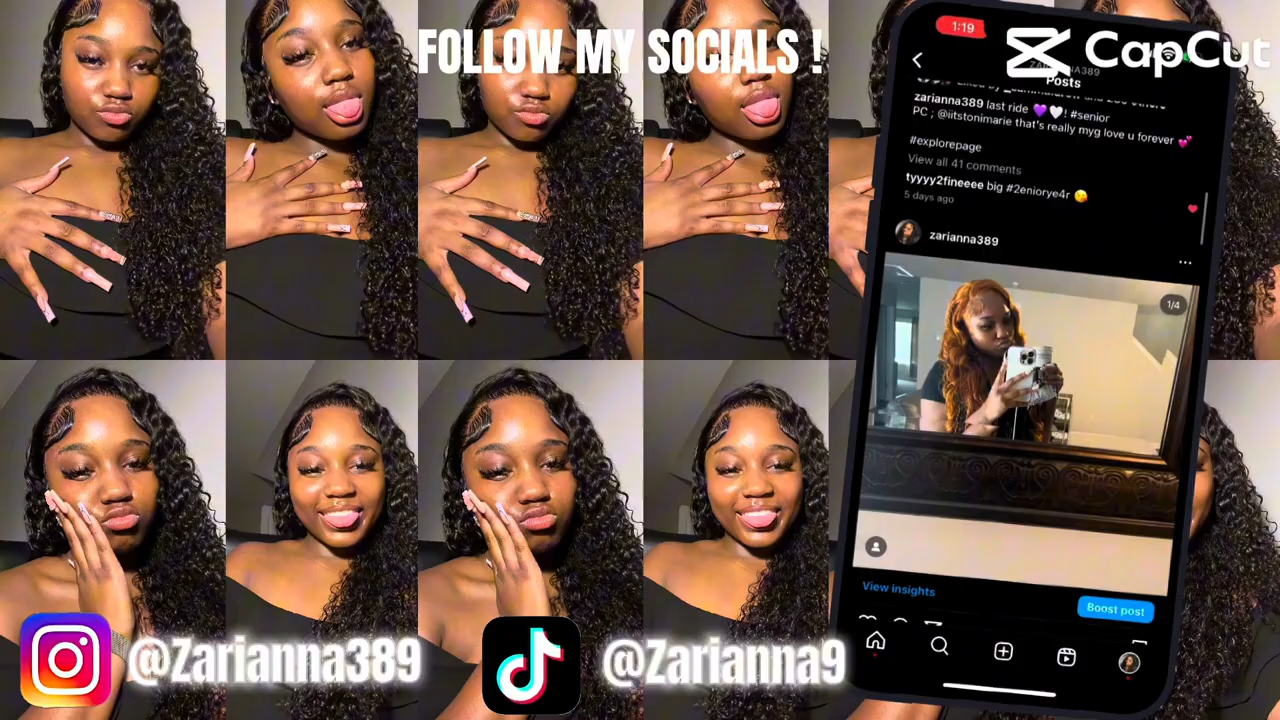 FOLLOW MY SOCIALS !
CapCut
1:19
Posts
zarianna389 last ride 💜🤍! #senior
PC ; @iitstonimarie that's really myg love u forever 💕
#explorepage
View all 41 comments
tyyyy2fineeee big #2eniorye4r 😘
5 days ago
zarianna389
1/4
View insights
Boost post
@Zarianna389
@Zarianna9